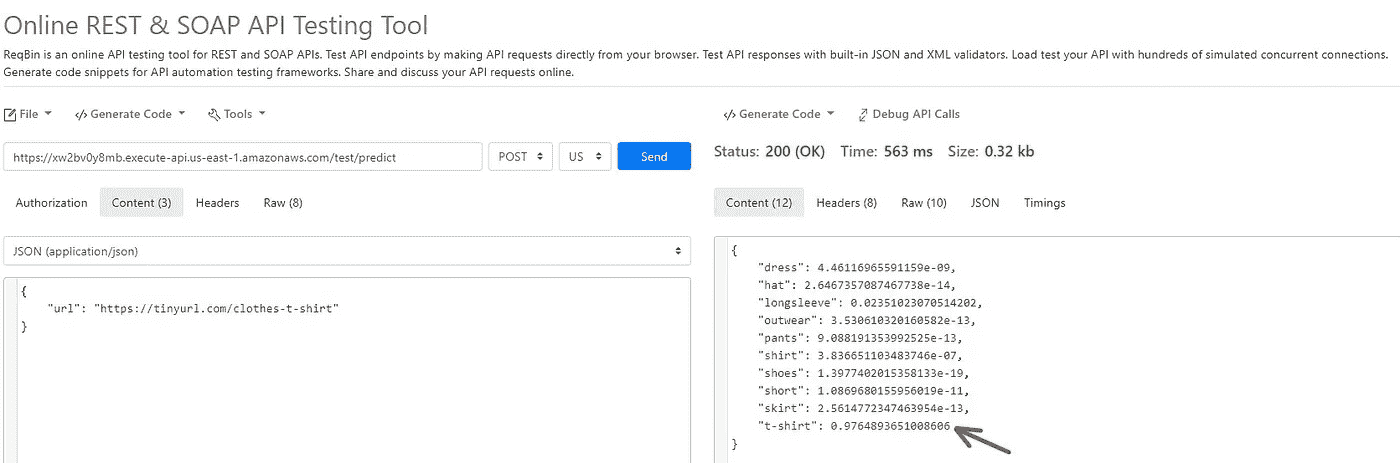 Online REST & SOAP API Testing Tool
ReqBin is an online API testing tool for REST and SOAP APIs. Test API endpoints by making API requests directly from your browser. Test API responses with built-in JSON and XML validators. Load test your API with hundreds of simulated concurrent connections.
Generate code snippets for API automation testing frameworks. Share and discuss your API requests online.
File </> Generate Code Tools
https://xw2bv0y8mb.execute-api.us-east-1.amazonaws.com/test/predict POST US Send
Authorization Content (3) Headers Raw (8)
JSON (application/json)
{
"url": "https://tinyurl.com/clothes-t-shirt"
}
</> Generate Code Debug API Calls
Status: 200 (OK) Time: 563 ms Size: 0.32 kb
Content (12) Headers (8) Raw (10) JSON Timings
{
"dress": 4.46116965591159e-09,
"hat": 2.6467357087467738e-14,
"longsleeve": 0.02351023070514202,
"outwear": 3.530610320160582e-13,
"pants": 9.088191353992525e-13,
"shirt": 3.836651103483746e-07,
"shoes": 1.3977402015358133e-19,
"short": 1.0869680155956019e-11,
"skirt": 2.5614772347463954e-13,
"t-shirt": 0.9764893651008606
}